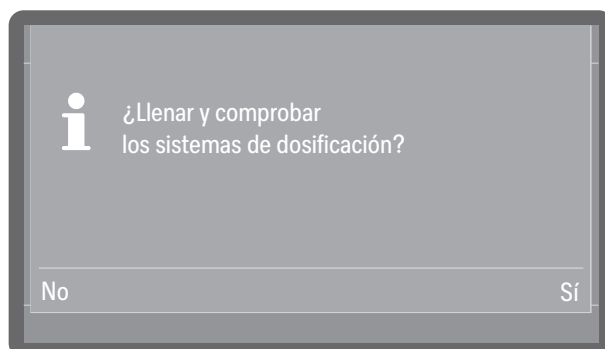 ¿Llenar y comprobar
los sistemas de dosificación?
No
Sí